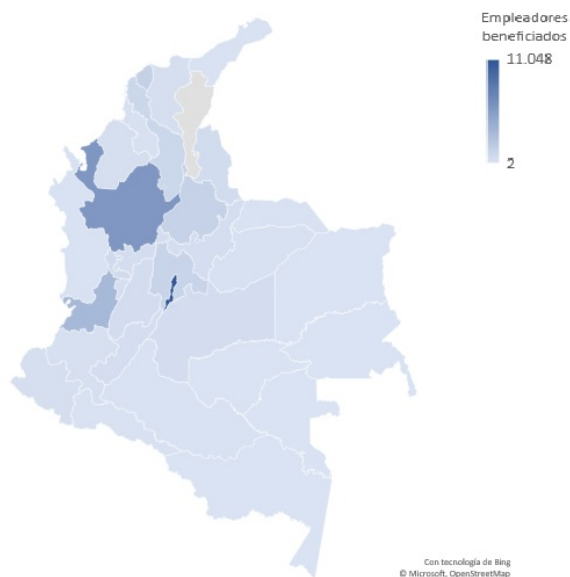 Empleadores
beneficiados
11.048
2
Con tecnología de Bing
© Microsoft, OpenStreetMap